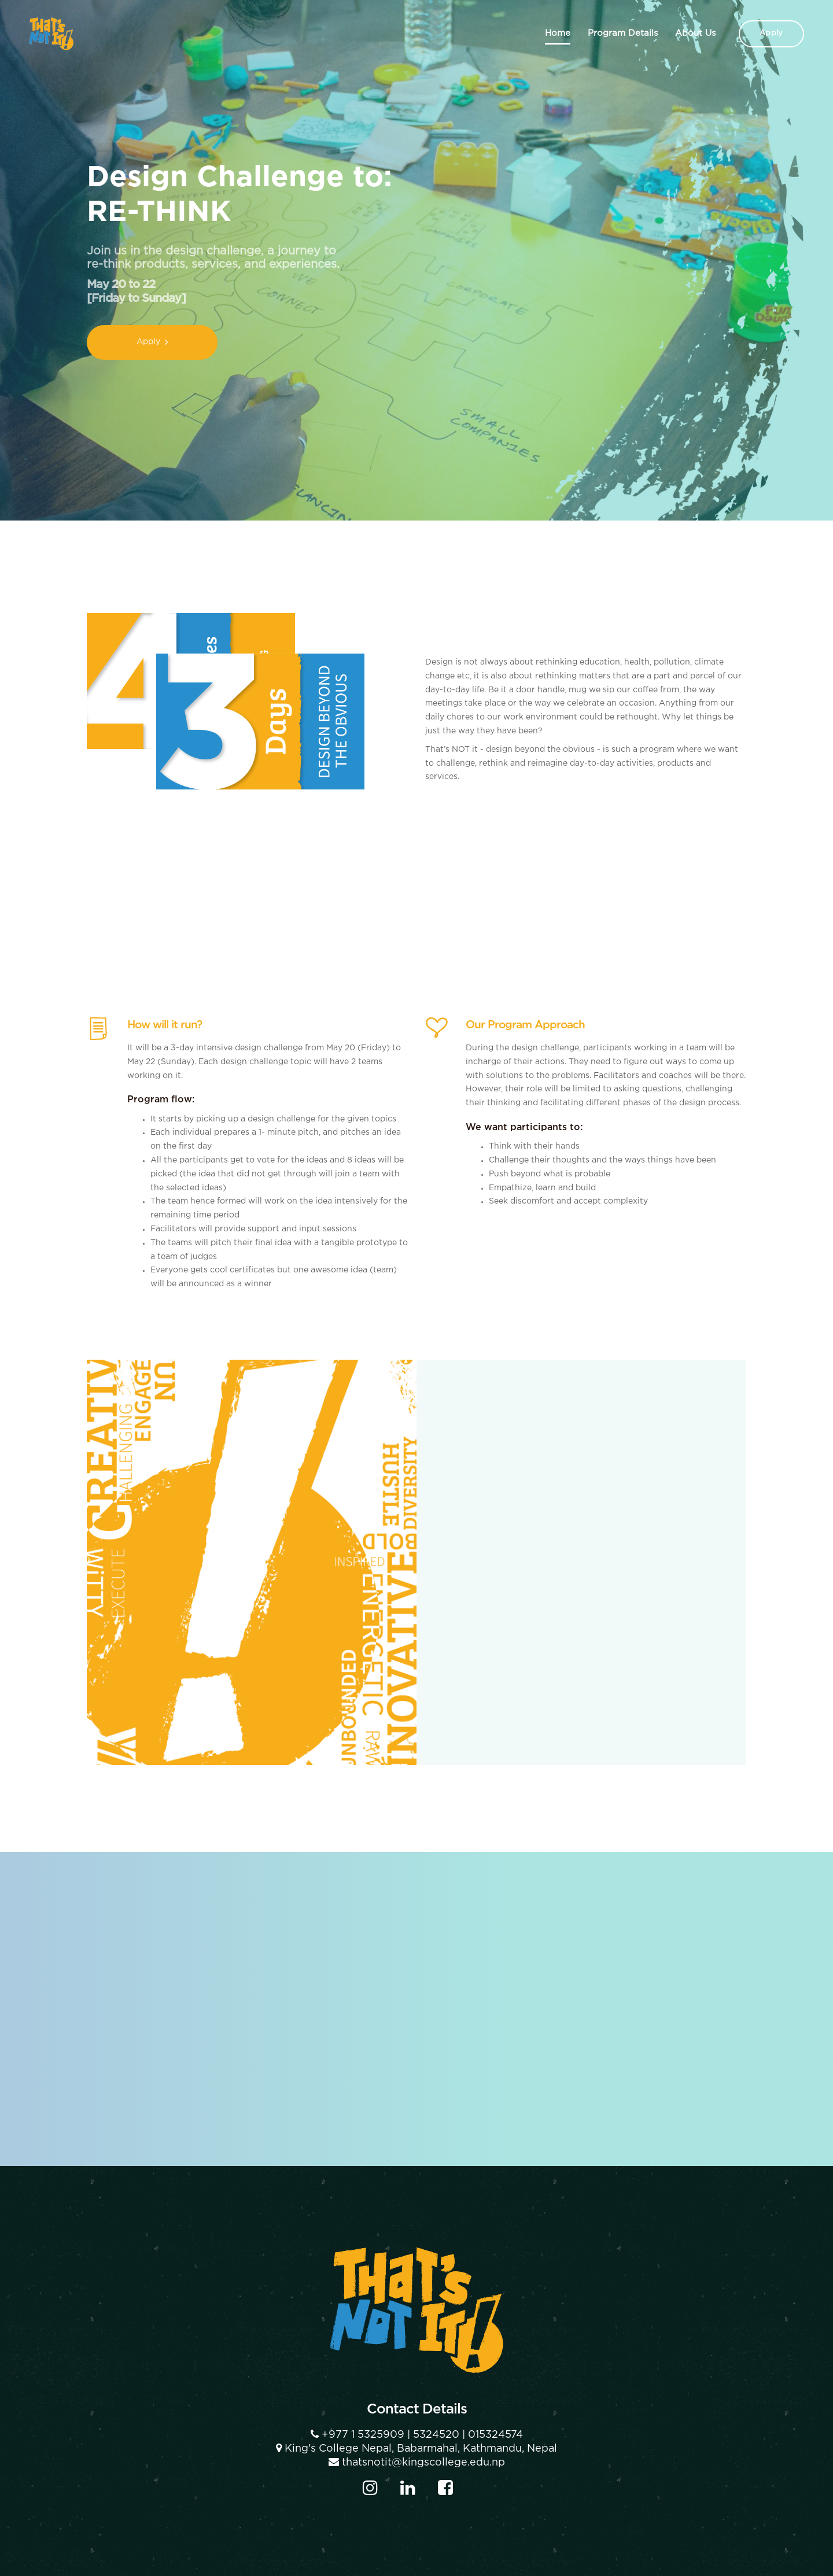 THAT'S
NOT IT!
Home
Program Details
About Us
Apply
Design Challenge to:
RE-THINK
Join us in the design challenge, a journey to
re-think products, services, and experiences.
May 20 to 22
[Friday to Sunday]
Apply
WE
CONNECT
CORPORATE
SMALL
COMPANIES
4
3
Days
DESIGN BEYOND
THE OBVIOUS
Design is not always about rethinking education, health, pollution, climate
change etc, it is also about rethinking matters that are a part and parcel of our
day-to-day life. Be it a door handle, mug we sip our coffee from, the way
meetings take place or the way we celebrate an occasion. Anything from our
daily chores to our work environment could be rethought. Why let things be
just the way they have been?
That's NOT it - design beyond the obvious - is such a program where we want
to challenge, rethink and reimagine day-to-day activities, products and
services.
How will it run?
It will be a 3-day intensive design challenge from May 20 (Friday) to
May 22 (Sunday). Each design challenge topic will have 2 teams
working on it.
Program flow:
It starts by picking up a design challenge for the given topics
Each individual prepares a 1- minute pitch, and pitches an idea
on the first day
All the participants get to vote for the ideas and 8 ideas will be
picked (the idea that did not get through will join a team with
the selected ideas)
The team hence formed will work on the idea intensively for the
remaining time period
Facilitators will provide support and input sessions
The teams will pitch their final idea with a tangible prototype to
a team of judges
Everyone gets cool certificates but one awesome idea (team)
will be announced as a winner
Our Program Approach
During the design challenge, participants working in a team will be
incharge of their actions. They need to figure out ways to come up
with solutions to the problems. Facilitators and coaches will be there.
However, their role will be limited to asking questions, challenging
their thinking and facilitating different phases of the design process.
We want participants to:
Think with their hands
Challenge their thoughts and the ways things have been
Push beyond what is probable
Empathize, learn and build
Seek discomfort and accept complexity
CREATIV
HALLENGING
ENGAGE
UN
WiTTY
EXECUTE
HUSTLE
DIVERSITY
BOLD
INSPIRED
ENERGETIC
INNOVATIVE
UNBOUNDED
RAW
THAT'S
NOT IT!
Contact Details
+977 1 5325909 | 5324520 | 015324574
King's College Nepal, Babarmahal, Kathmandu, Nepal
thatsnotit@kingscollege.edu.np